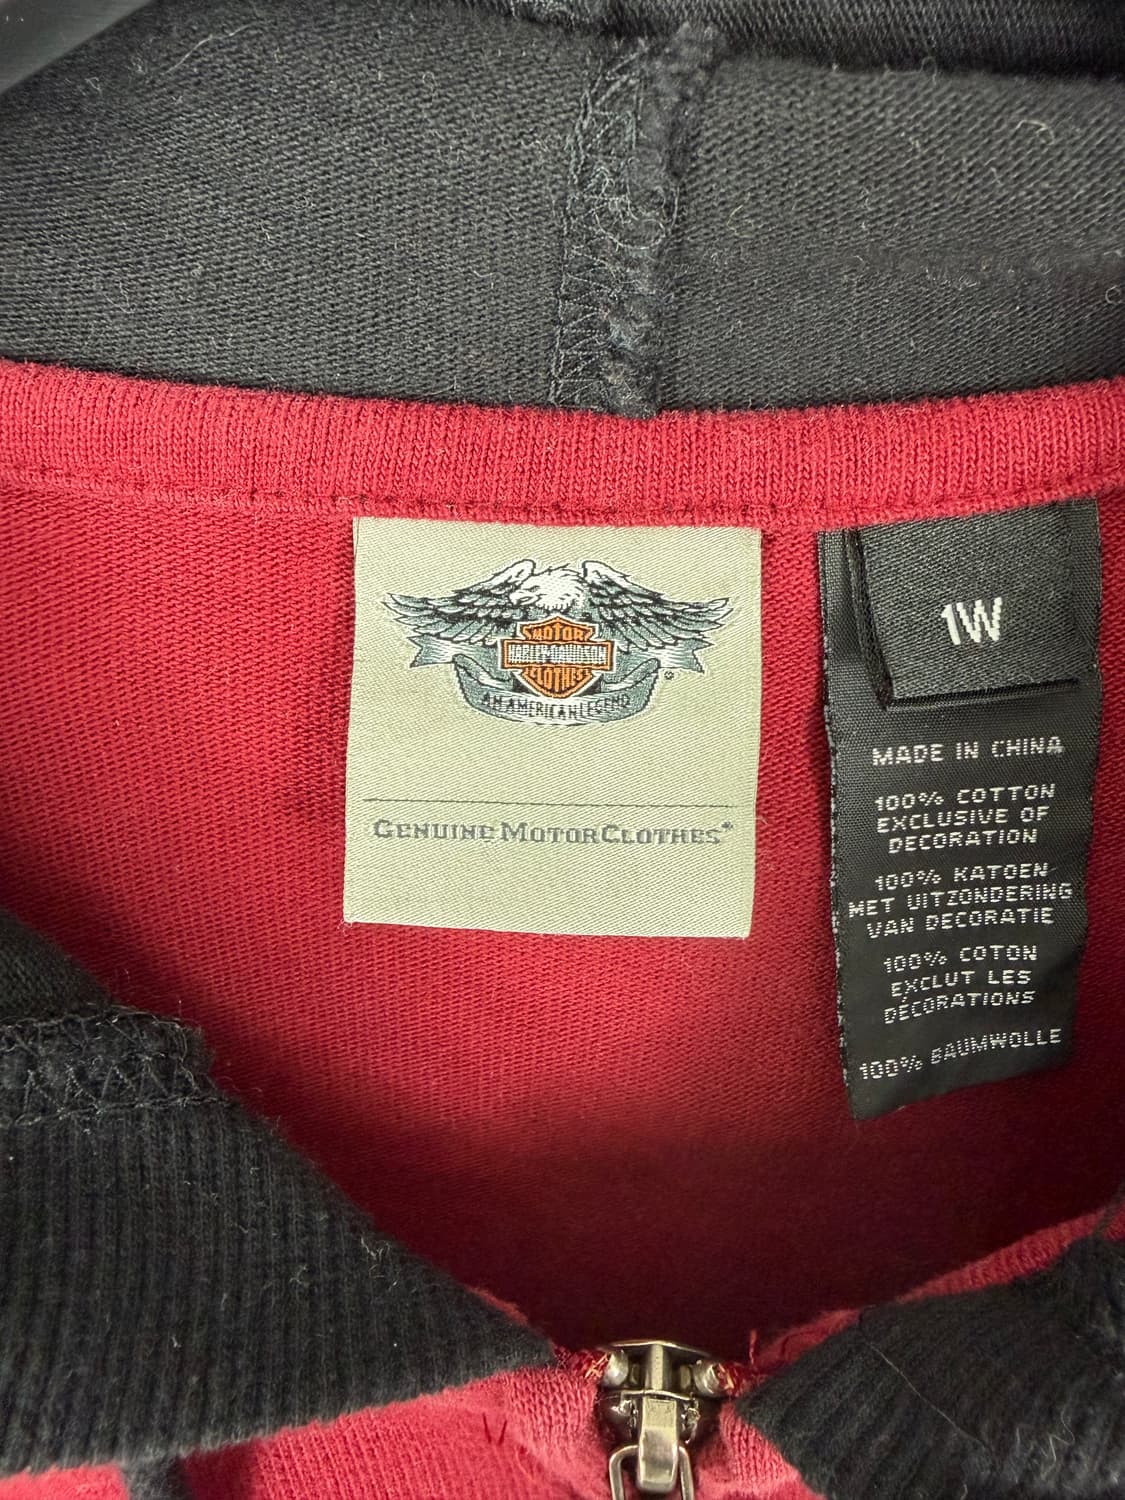 MOTOR
HARLEY-DAVIDSON
CLOTHES
AN AMERICAN LEGEND
GENUINE MOTORCLOTHES®
1W
MADE IN CHINA
100% COTTON
EXCLUSIVE OF
DECORATION
100% KATOEN-
MET UITZONDERING
VAN DECORATIE
100% COTON
EXCLUT LES
DÉCORATIONS
100% BAUMWOLLE